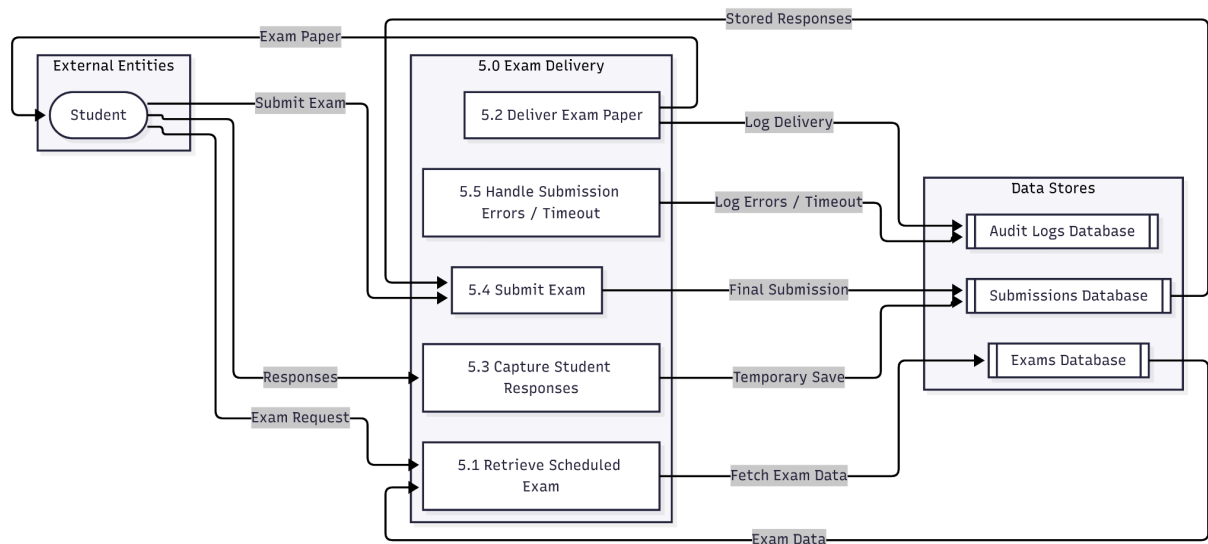 Stored Responses
Exam Paper
External Entities
5.0 Exam Delivery
Student
Submit Exam
5.2 Deliver Exam Paper
Log Delivery
5.5 Handle Submission
Errors / Timeout
Log Errors / Timeout
Data Stores
Audit Logs Database
5.4 Submit Exam
Final Submission
Submissions Database
Responses
5.3 Capture Student
Responses
Temporary Save
Exams Database
Exam Request
5.1 Retrieve Scheduled
Exam
Fetch Exam Data
Exam Data